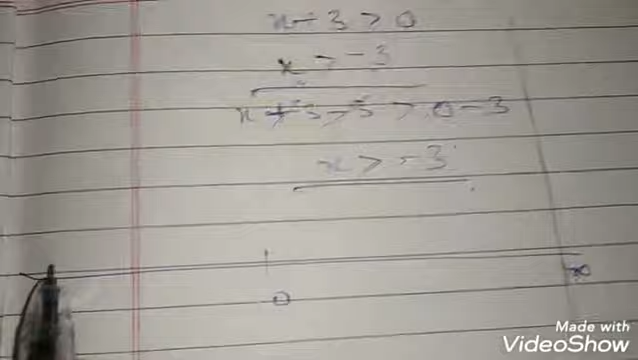 x + 3 > 0
x > -3
x + 3 - 3 > 0 - 3
x > -3
0 ∞
Made with
VideoShow